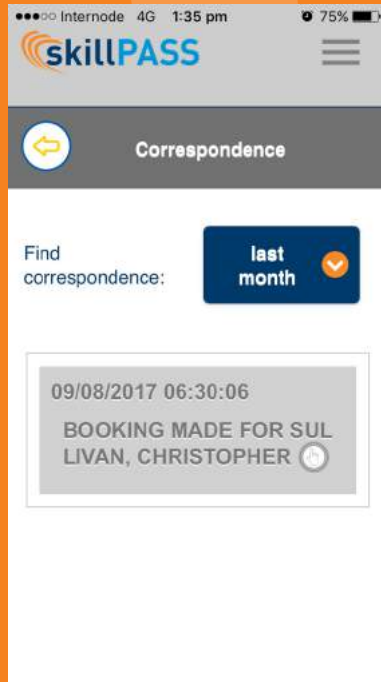 Internode 4G 1:35 pm 75%
skillPASS
Correspondence
Find
correspondence:
last
month
09/08/2017 06:30:06
BOOKING MADE FOR SUL
LIVAN, CHRISTOPHER